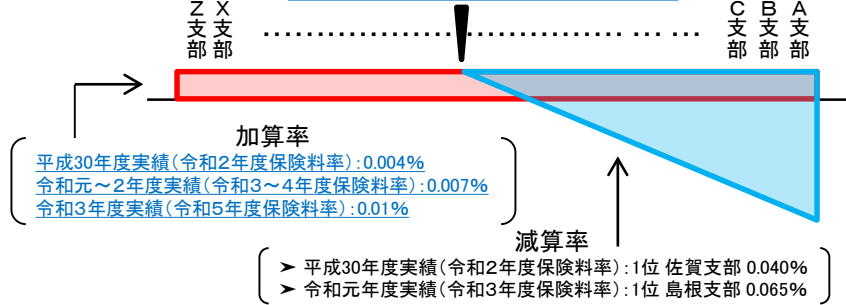 Z支部 X支部 ・・・・・・・・・・・・・・・・・・・・・・・・・・・・・・・・・・ ・・・ ・・・ C支部 B支部 A支部
加算率
平成30年度実績(令和2年度保険料率):0.004%
令和元~2年度実績(令和3~4年度保険料率):0.007%
令和3年度実績(令和5年度保険料率):0.01%
減算率
➤ 平成30年度実績(令和2年度保険料率):1位 佐賀支部 0.040%
➤ 令和元年度実績(令和3年度保険料率):1位 島根支部 0.065%